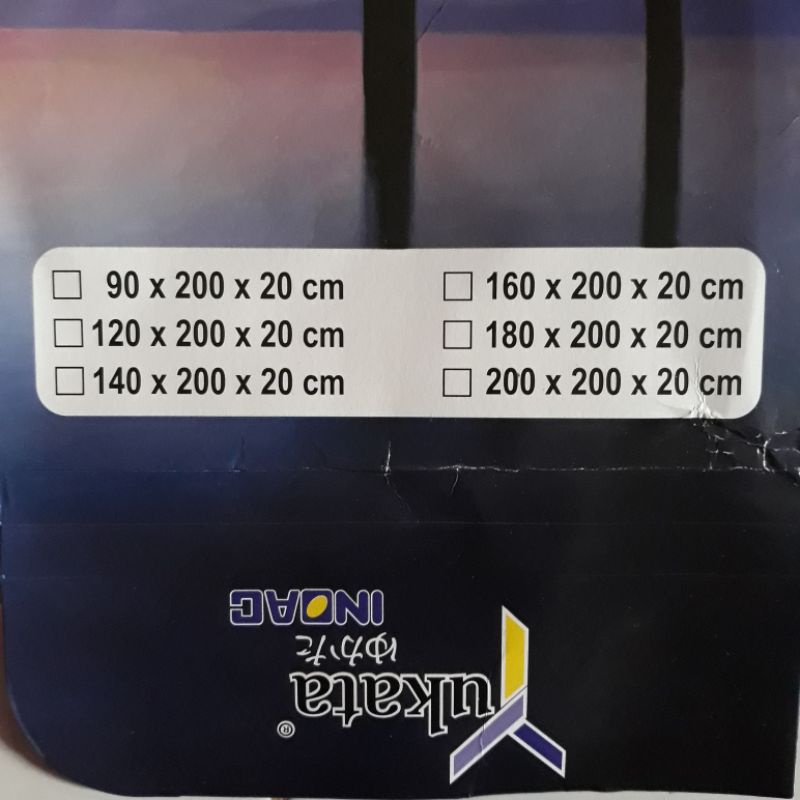 90 x 200 x 20 cm
120 x 200 x 20 cm
140 x 200 x 20 cm
160 x 200 x 20 cm
180 x 200 x 20 cm
200 x 200 x 20 cm
Yukata®
ゆかた
INOAC